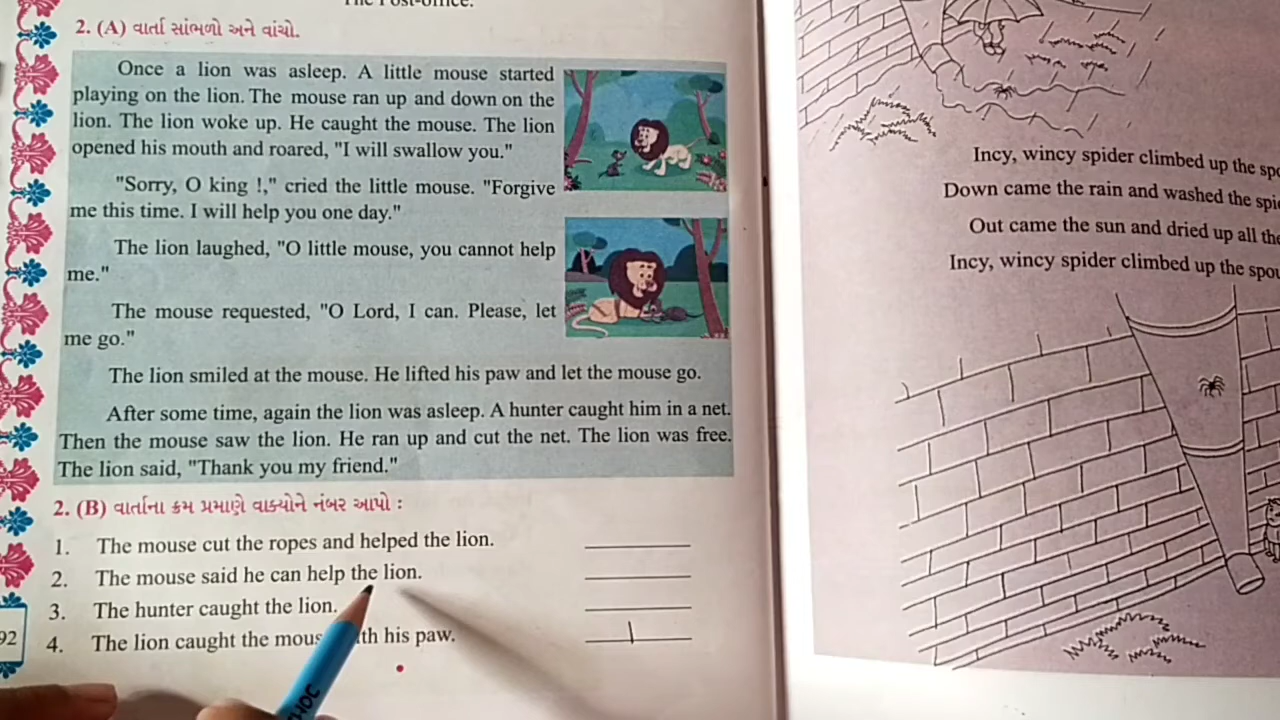 The Post-office.
2. (A) વાર્તા સાંભળો અને વાંચો.
Once a lion was asleep. A little mouse started
playing on the lion. The mouse ran up and down on the
lion. The lion woke up. He caught the mouse. The lion
opened his mouth and roared, "I will swallow you."
"Sorry, O king !," cried the little mouse. "Forgive
me this time. I will help you one day."
The lion laughed, "O little mouse, you cannot help
me."
The mouse requested, "O Lord, I can. Please, let
me go."
The lion smiled at the mouse. He lifted his paw and let the mouse go.
After some time, again the lion was asleep. A hunter caught him in a net.
Then the mouse saw the lion. He ran up and cut the net. The lion was free.
The lion said, "Thank you my friend."
2. (B) વાર્તાના ક્રમ પ્રમાણે વાક્યોને નંબર આપો :
1. The mouse cut the ropes and helped the lion.
2. The mouse said he can help the lion.
3. The hunter caught the lion.
4. The lion caught the his paw. 1
92
Incy, wincy spider climbed up the
Down came the rain and washed the
Out came the sun and dried up all
Incy, wincy spider climbed up the